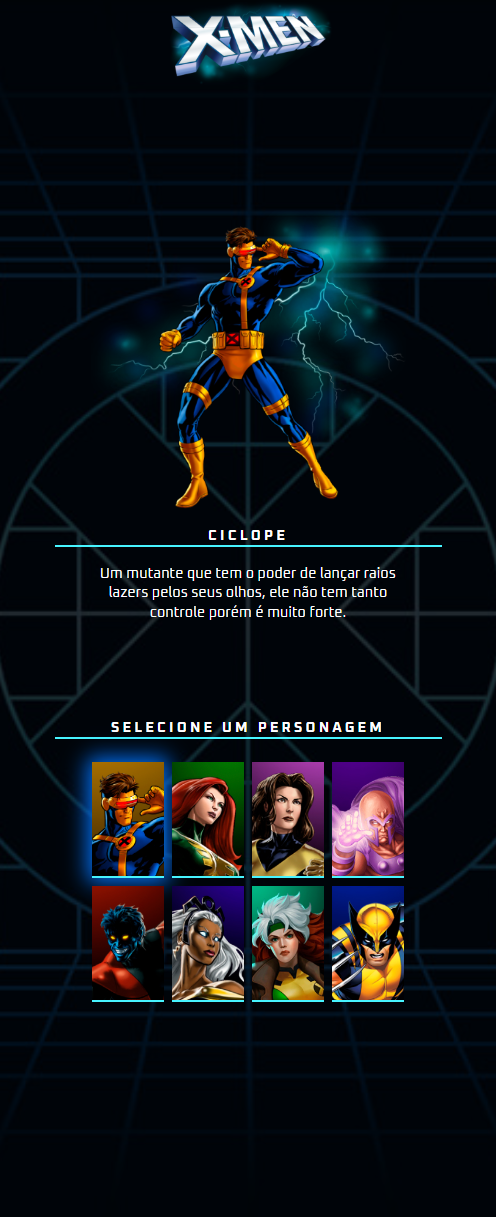 X-MEN
CICLOPE
Um mutante que tem o poder de lançar raios
lazers pelos seus olhos, ele não tem tanto
controle porém é muito forte.
SELECIONE UM PERSONAGEM